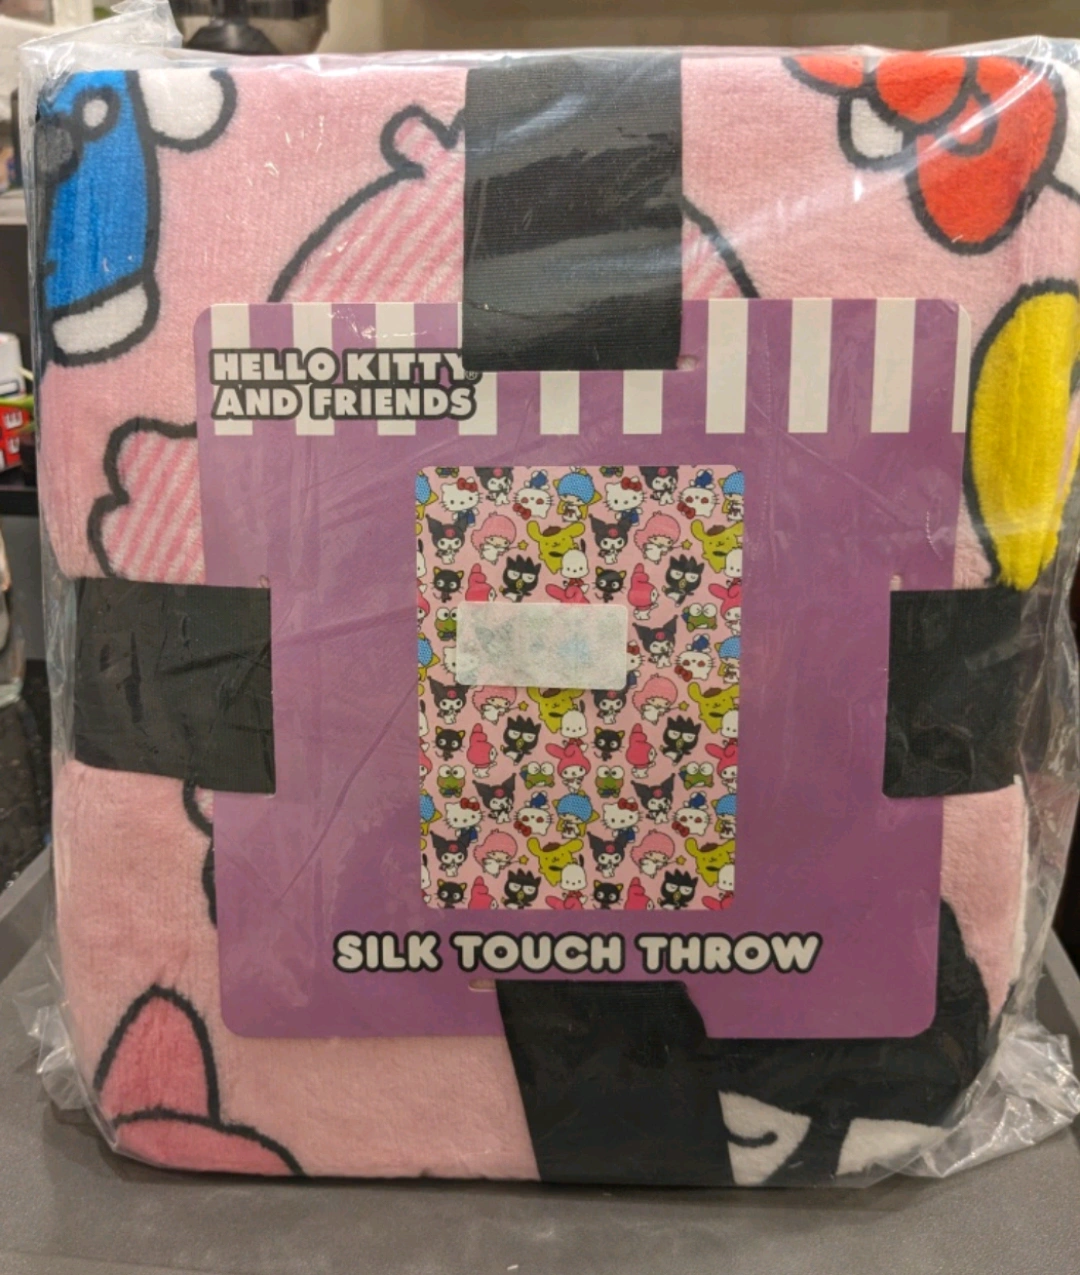 HELLO KITTY®
AND FRIENDS
SILK TOUCH THROW